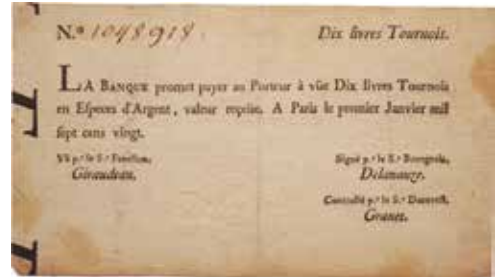 N.º 1048918. Dix livres Tournois.
LA BANQUE promet payer au Porteur à vûe Dix livres Tournois
en Especes d'Argent, valeur reçûe. A Paris le premier Janvier mil
sept cens vingt.
Vû p.r le S.r Fenellon, Signé p.r le S.r Bourgeois,
Giraudeau. Delanauze.
Controllé p.r le S.r Durevest,
Granet.